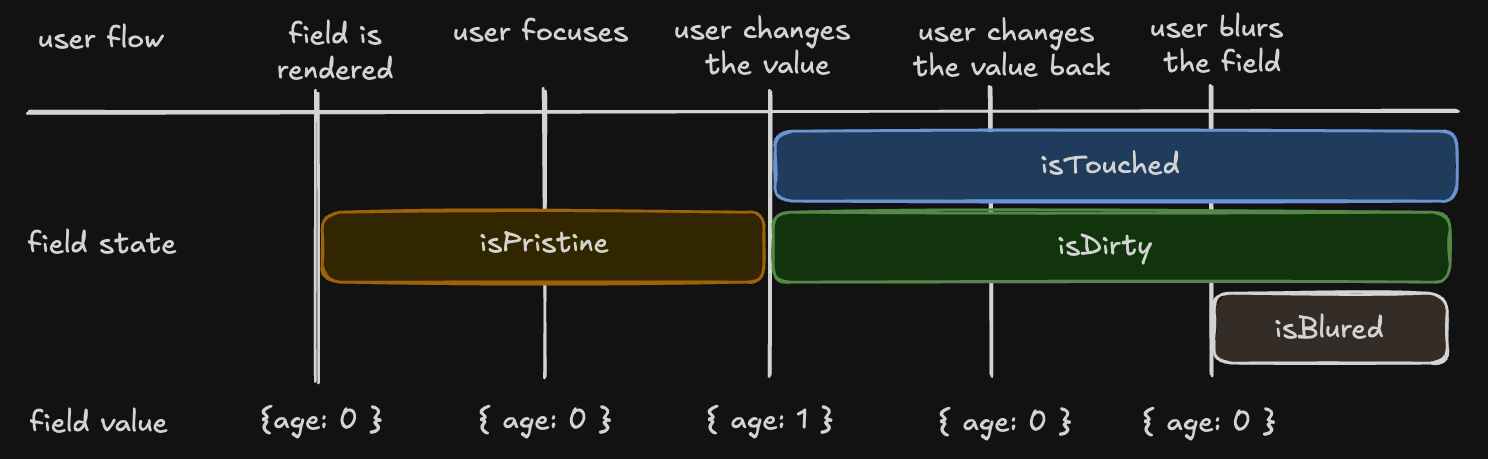 user flow
field is
rendered
user focuses
user changes
the value
user changes
the value back
user blurs
the field
isTouched
field state
isPristine
isDirty
isBlured
field value
{age: 0 }
{ age: 0 }
{ age: 1 }
{ age: 0 }
{ age: 0 }